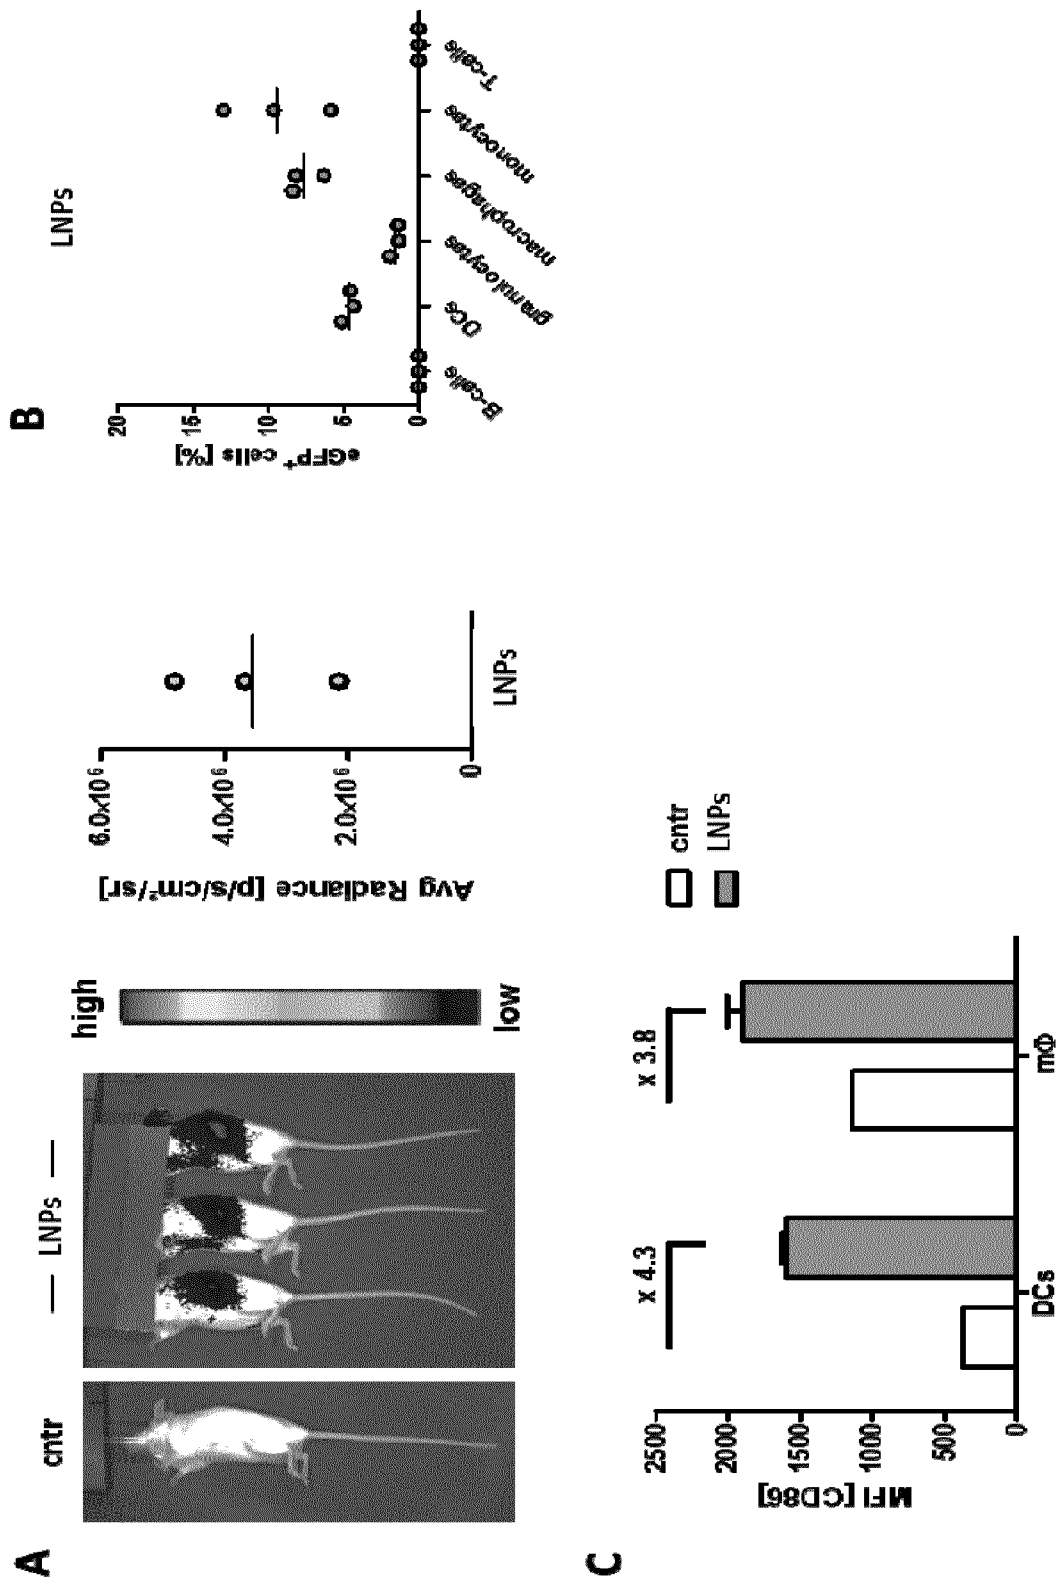 A
cntr
LNPs
high
low
Avg Radiance [p/s/cm²/sr]
6.0x10⁶
4.0x10⁶
2.0x10⁶
0
LNPs
B
LNPs
eGFP⁺ cells [%]
20
15
10
5
0
B-cells
DCs
granulocytes
macrophages
monocytes
T-cells
C
MFI [CD86]
2500
2000
1500
1000
500
0
x 4.3
x 3.8
DCs
mΦ
cntr
LNPs